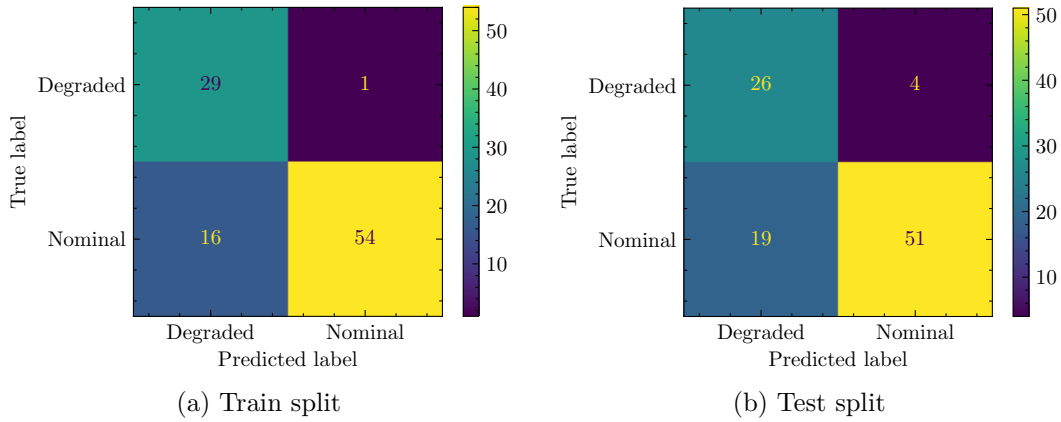 Degraded
Nominal
True label
29
1
16
54
Degraded
Nominal
Predicted label
50
40
30
20
10
(a) Train split
Degraded
Nominal
True label
26
4
19
51
Degraded
Nominal
Predicted label
50
40
30
20
10
(b) Test split